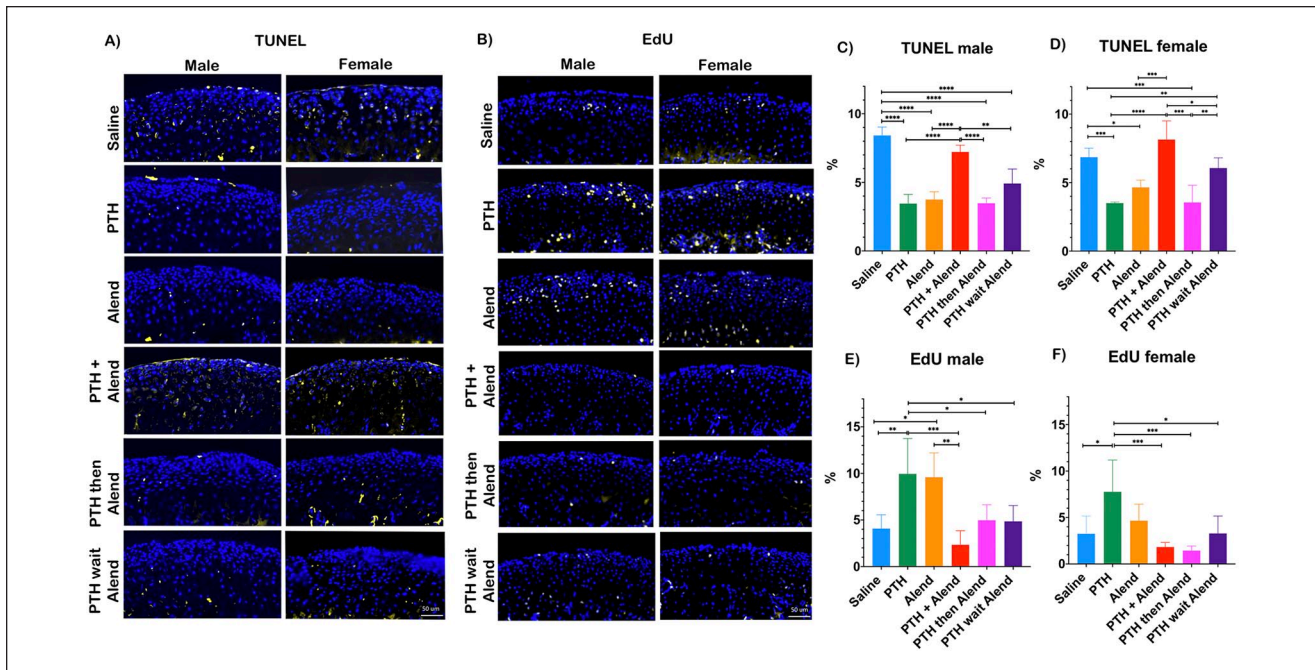 A)
TUNEL
Male
Female
Saline
PTH
Alend
PTH +
Alend
PTH then
Alend
PTH wait
Alend
50 um
B)
EdU
Male
Female
Saline
PTH
Alend
PTH +
Alend
PTH then
Alend
PTH wait
Alend
50 um
C)
TUNEL male
****
****
****
****
**
****
****
****
10
5
0
%
Saline
PTH
Alend
PTH + Alend
PTH then Alend
PTH wait Alend
D)
TUNEL female
***
***
**
*
****
***
**
*
***
10
5
0
%
Saline
PTH
Alend
PTH + Alend
PTH then Alend
PTH wait Alend
E)
EdU male
*
*
*
**
***
**
15
10
5
0
%
Saline
PTH
Alend
PTH + Alend
PTH then Alend
PTH wait Alend
F)
EdU female
*
***
*
***
15
10
5
0
%
Saline
PTH
Alend
PTH + Alend
PTH then Alend
PTH wait Alend